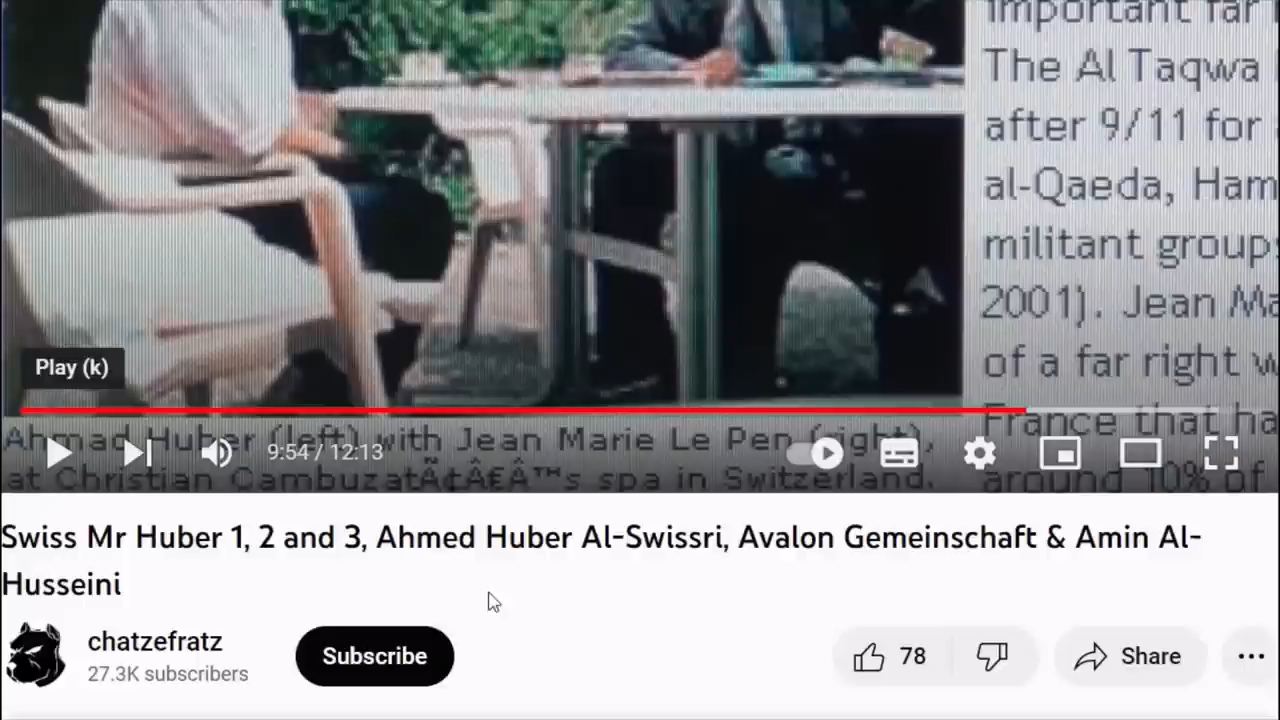 important far
The Al Taqwa
after 9/11 for
al-Qaeda, Ham
militant group
2001). Jean Ma
of a far right w
France that ha
around 10% of
Ahmad Huber (left) with Jean Marie Le Pen (right),
at Christian CambuzatÃ¢Â€Â™s spa in Switzerland.
Play (k)
9:54 / 12:13
Swiss Mr Huber 1, 2 and 3, Ahmed Huber Al-Swissri, Avalon Gemeinschaft & Amin Al-
Husseini
chatzefratz
27.3K subscribers
Subscribe
78
Share